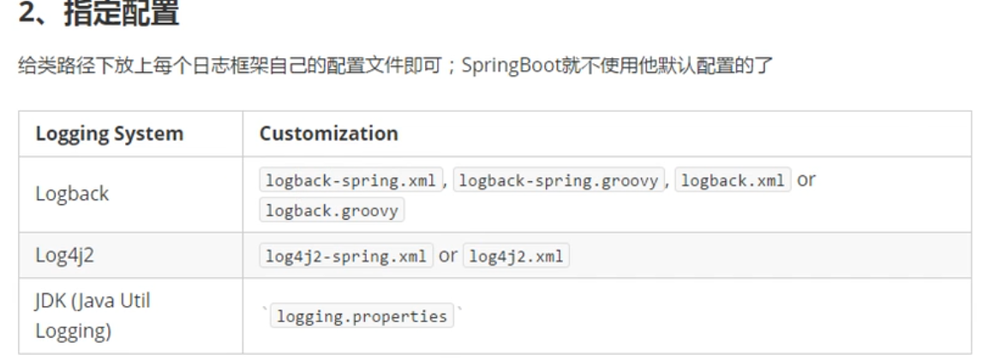 2、指定配置
给类路径下放上每个日志框架自己的配置文件即可；SpringBoot就不使用他默认配置的了
Logging System Customization
Logback logback-spring.xml, logback-spring.groovy, logback.xml or
logback.groovy
Log4j2 log4j2-spring.xml or log4j2.xml
JDK (Java Util
Logging) `logging.properties`